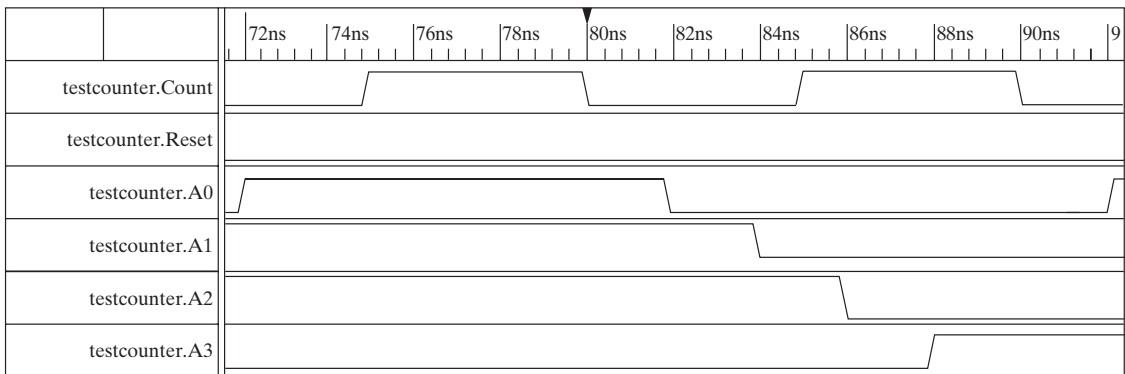 72ns 74ns 76ns 78ns 80ns 82ns 84ns 86ns 88ns 90ns 9
testcounter.Count
testcounter.Reset
testcounter.A0
testcounter.A1
testcounter.A2
testcounter.A3